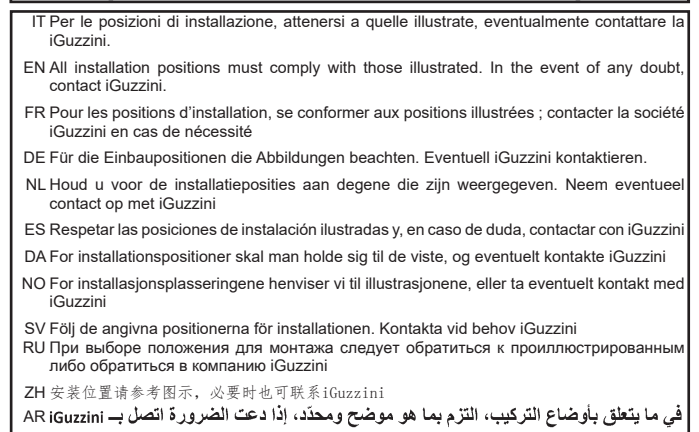 IT Per le posizioni di installazione, attenersi a quelle illustrate, eventualmente contattare la
iGuzzini.
EN All installation positions must comply with those illustrated. In the event of any doubt,
contact iGuzzini.
FR Pour les positions d'installation, se conformer aux positions illustrées ; contacter la société
iGuzzini en cas de nécessité
DE Für die Einbaupositionen die Abbildungen beachten. Eventuell iGuzzini kontaktieren.
NL Houd u voor de installatieposities aan degene die zijn weergegeven. Neem eventueel
contact op met iGuzzini
ES Respetar las posiciones de instalación ilustradas y, en caso de duda, contactar con iGuzzini
DA For installationspositioner skal man holde sig til de viste, og eventuelt kontakte iGuzzini
NO For installasjonsplasseringene henviser vi til illustrasjonene, eller ta eventuelt kontakt med
iGuzzini
SV Följ de angivna positionerna för installationen. Kontakta vid behov iGuzzini
RU При выборе положения для монтажа следует обратиться к проиллюстрированным
либо обратиться в компанию iGuzzini
ZH 安装位置请参考图示，必要时也可联系iGuzzini
AR في ما يتعلق بأوضاع التركيب، التزم بما هو موضح ومحدّد، إذا دعت الضرورة اتصل بــ iGuzzini